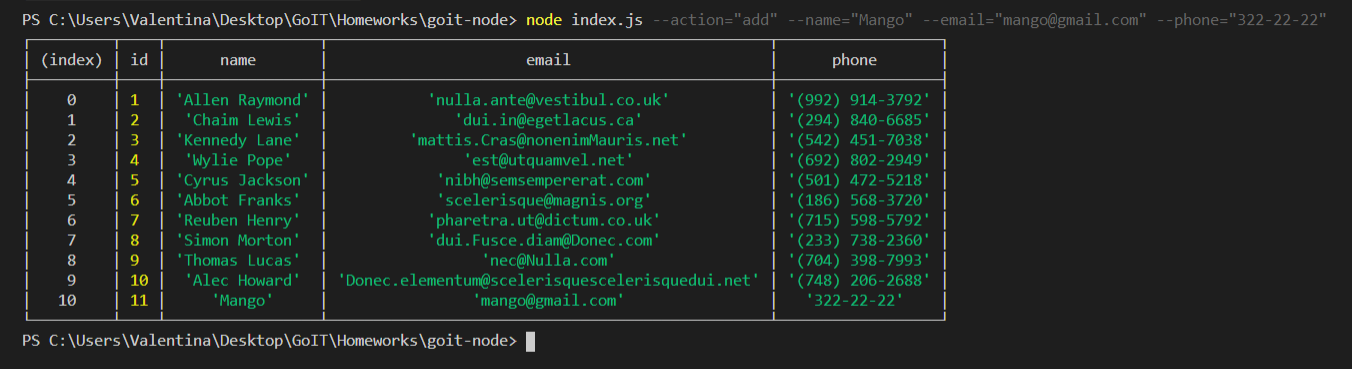 PS C:\Users\Valentina\Desktop\GoIT\Homeworks\goit-node> node index.js --action="add" --name="Mango" --email="mango@gmail.com" --phone="322-22-22"
(index) id name email phone
0 1 'Allen Raymond' 'nulla.ante@vestibul.co.uk' '(992) 914-3792'
1 2 'Chaim Lewis' 'dui.in@egetlacus.ca' '(294) 840-6685'
2 3 'Kennedy Lane' 'mattis.Cras@nonenimMauris.net' '(542) 451-7038'
3 4 'Wylie Pope' 'est@utquamvel.net' '(692) 802-2949'
4 5 'Cyrus Jackson' 'nibh@semsempererat.com' '(501) 472-5218'
5 6 'Abbot Franks' 'scelerisque@magnis.org' '(186) 568-3720'
6 7 'Reuben Henry' 'pharetra.ut@dictum.co.uk' '(715) 598-5792'
7 8 'Simon Morton' 'dui.Fusce.diam@Donec.com' '(233) 738-2360'
8 9 'Thomas Lucas' 'nec@Nulla.com' '(704) 398-7993'
9 10 'Alec Howard' 'Donec.elementum@scelerisquescelerisquedui.net' '(748) 206-2688'
10 11 'Mango' 'mango@gmail.com' '322-22-22'
PS C:\Users\Valentina\Desktop\GoIT\Homeworks\goit-node>